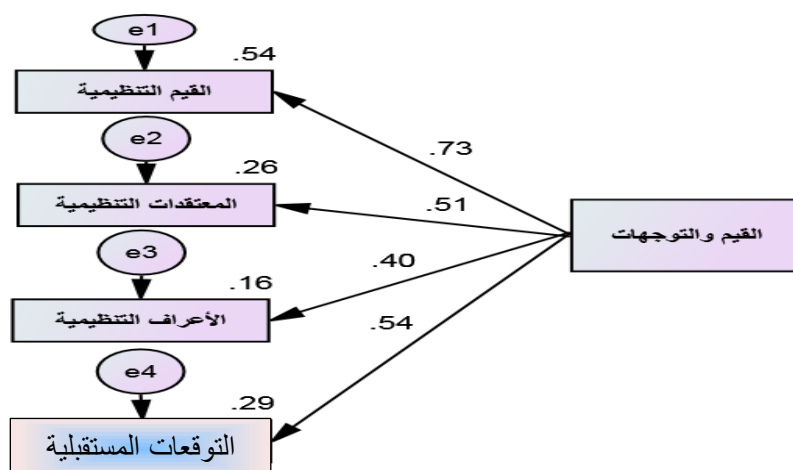 e1
.54
القيم التنظيمية
.73
e2
.26
المعتقدات التنظيمية
.51
القيم والتوجهات
e3
.40
.16
الأعراف التنظيمية
.54
e4
.29
التوقعات المستقبلية